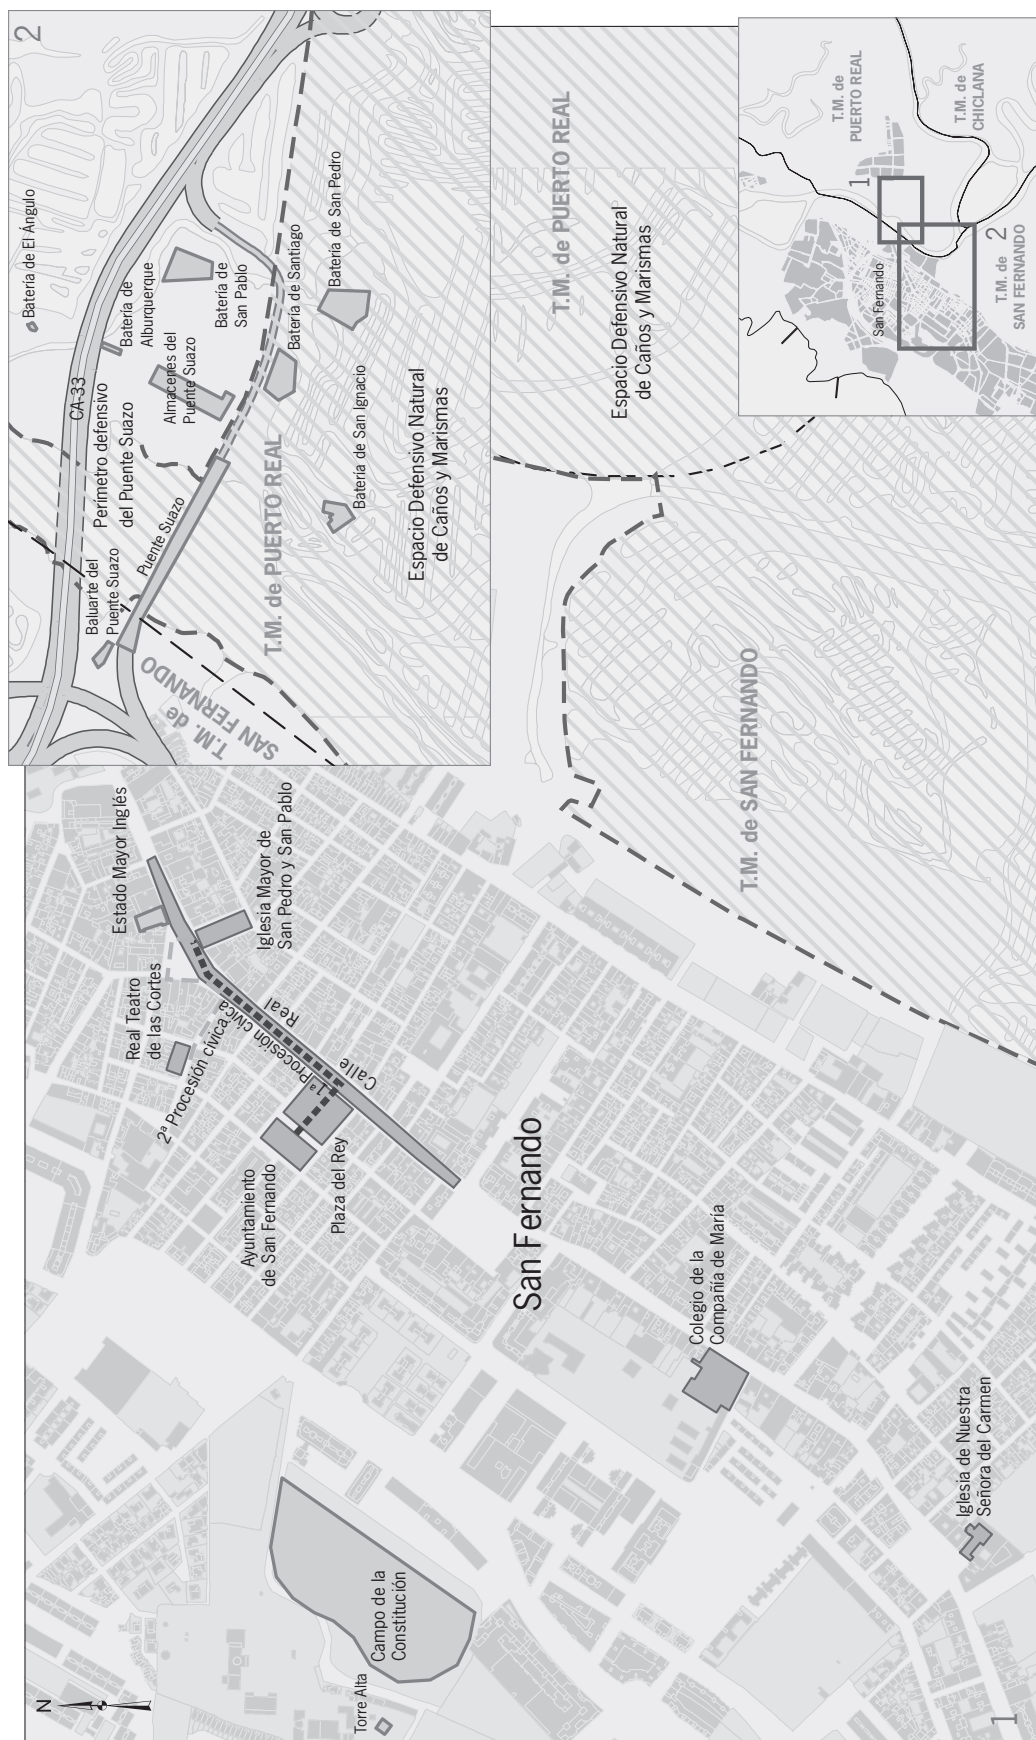 N
1
Torre Alta
Campo de la
Constitución
Iglesia de Nuestra
Señora del Carmen
Colegio de la
Compañía de María
San Fernando
Ayuntamiento
de San Fernando
Plaza del Rey
Calle
Real
1ª Procesión cívica
2ª Procesión cívica
Real Teatro
de las Cortes
Estado Mayor Inglés
Iglesia Mayor de
San Pedro y San Pablo
T.M. de SAN FERNANDO
T.M. de PUERTO REAL
Espacio Defensivo Natural
de Caños y Marismas
2
Batería de El Ángulo
CA-33
Batería de
Alburquerque
Perímetro defensivo
del Puente Suazo
Almacenes del
Puente Suazo
Batería de
San Pablo
Batería de Santiago
Batería de San Pedro
Batería de San Ignacio
Baluarte del
Puente Suazo
Puente Suazo
T.M. de
SAN FERNANDO
T.M. de PUERTO REAL
Espacio Defensivo Natural
de Caños y Marismas
T.M. de
PUERTO REAL
T.M. de
CHICLANA
1
San Fernando
2
T.M. de
SAN FERNANDO